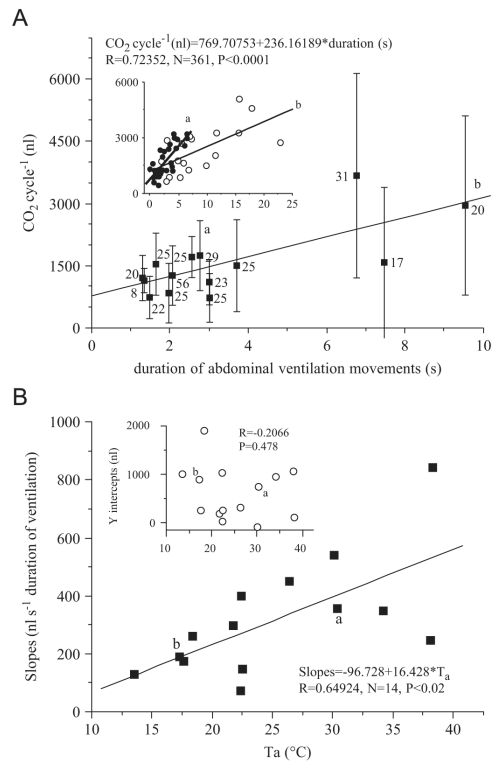 A
CO₂ cycle⁻¹(nl)=769.70753+236.16189*duration (s)
R=0.72352, N=361, P<0.0001
6000
4500
3000
1500
0
CO₂ cycle⁻¹ (nl)
6000
3000
0
a
b
0 5 10 15 20 25
31
b
20
17
a
25
25
29
25
20
56
23
8
22
25
25
0 2 4 6 8 10
duration of abdominal ventilation movements (s)
B
1000
800
600
400
200
0
Slopes (nl s⁻¹ duration of ventilation)
2000
1000
0
Y intercepts (nl)
R=-0.2066
P=0.478
b
a
10 20 30 40
b
a
Slopes=-96.728+16.428*Tₐ
R=0.64924, N=14, P<0.02
10 15 20 25 30 35 40
Ta (°C)